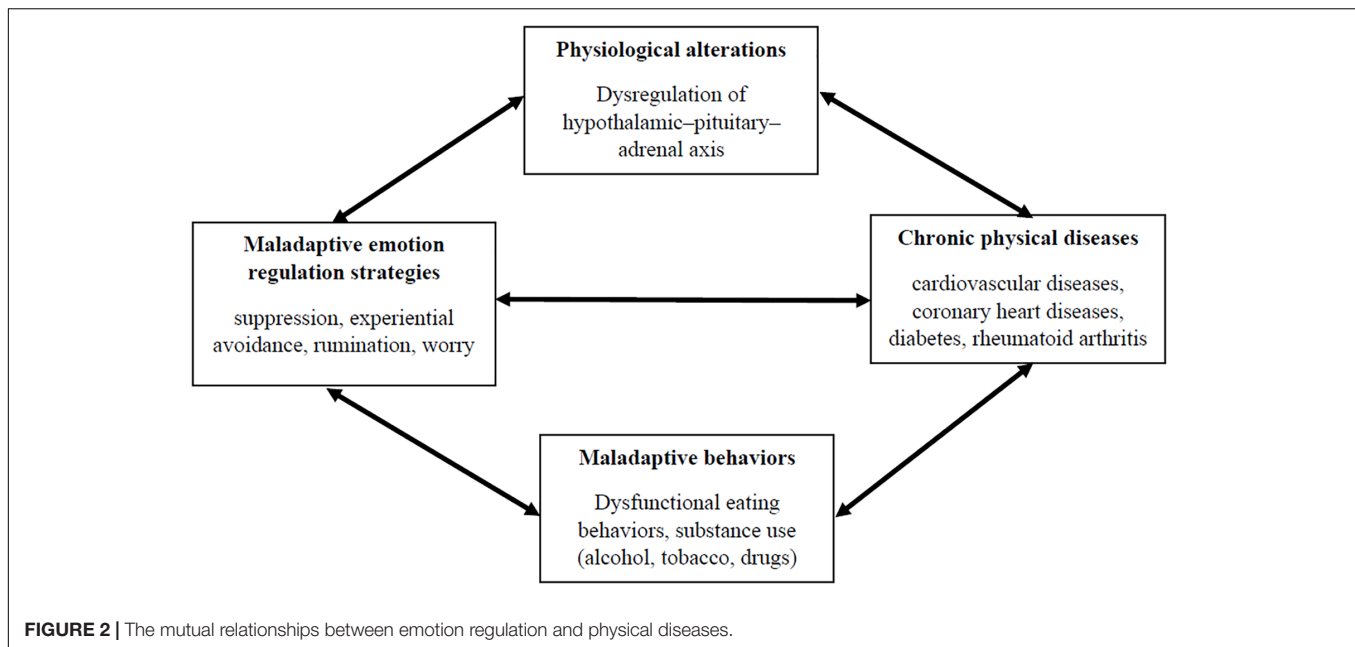 Physiological alterations
Dysregulation of
hypothalamic–pituitary–
adrenal axis
Maladaptive emotion
regulation strategies
suppression, experiential
avoidance, rumination, worry
Chronic physical diseases
cardiovascular diseases,
coronary heart diseases,
diabetes, rheumatoid arthritis
Maladaptive behaviors
Dysfunctional eating
behaviors, substance use
(alcohol, tobacco, drugs)
FIGURE 2 | The mutual relationships between emotion regulation and physical diseases.